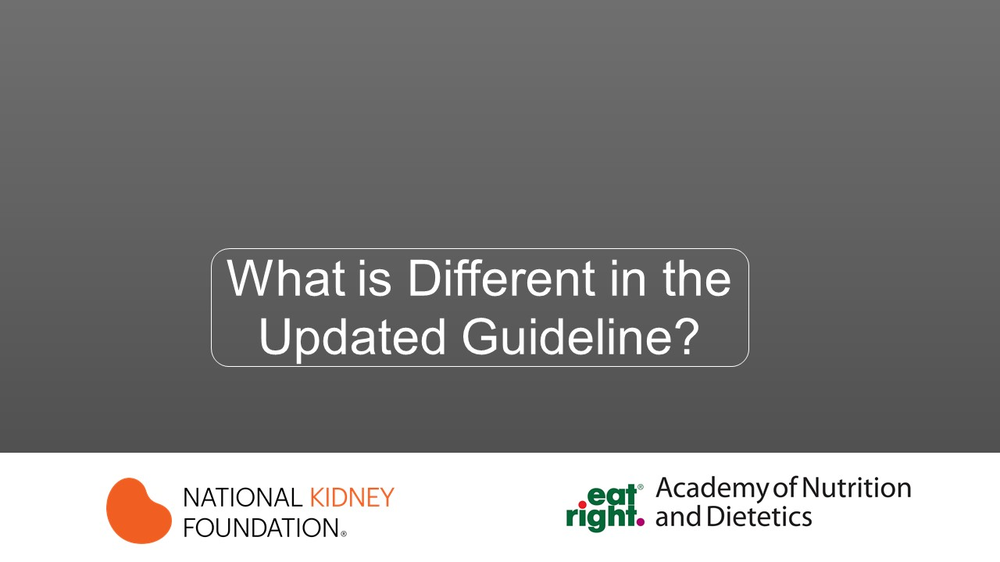 What is Different in the
Updated Guideline?
NATIONAL KIDNEY
FOUNDATION®
eat®
right.
Academy of Nutrition
and Dietetics